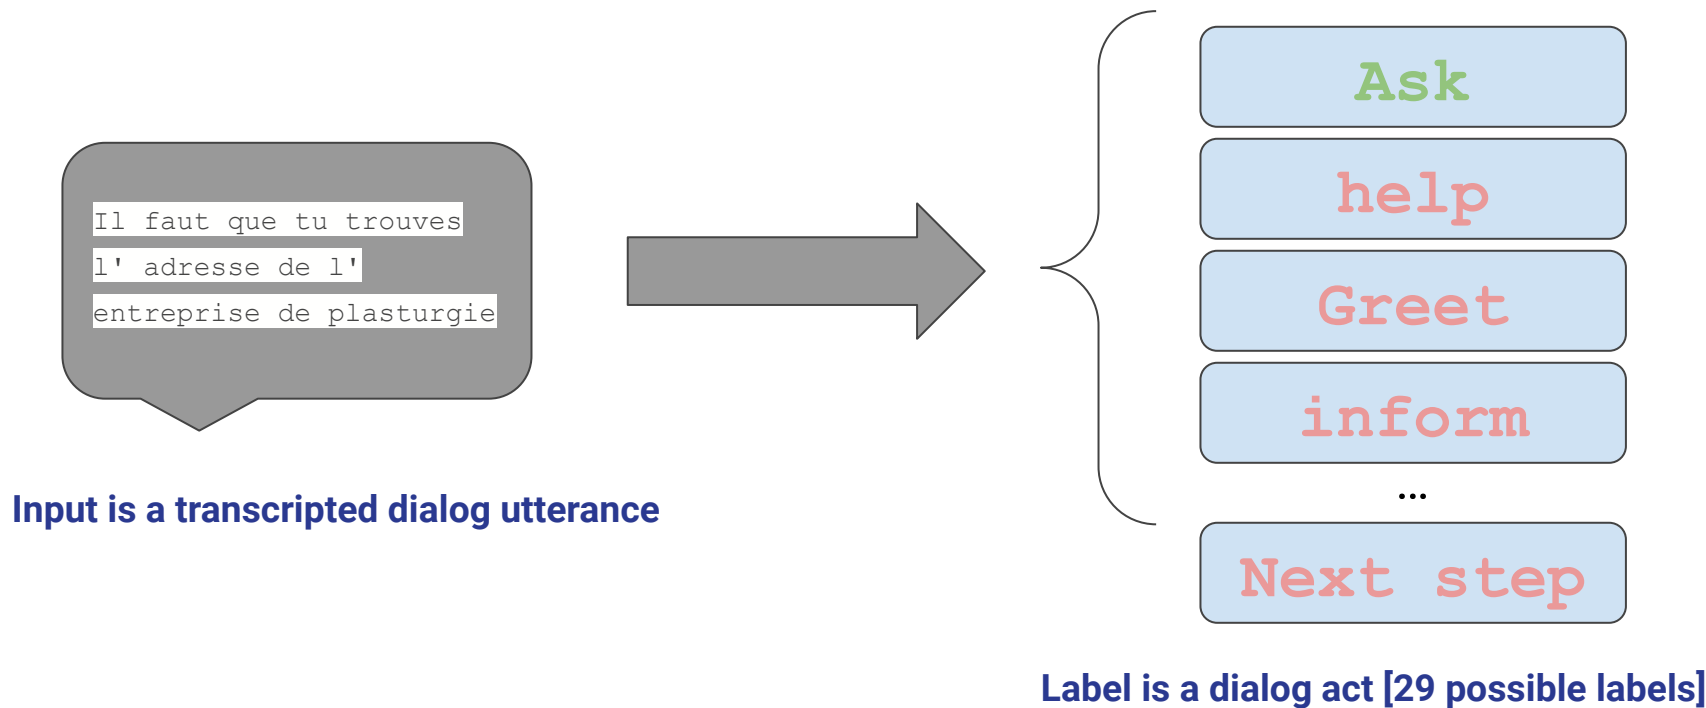 Il faut que tu trouves
l' adresse de l'
entreprise de plasturgie
Input is a transcripted dialog utterance
Ask
help
Greet
inform
...
Next step
Label is a dialog act [29 possible labels]